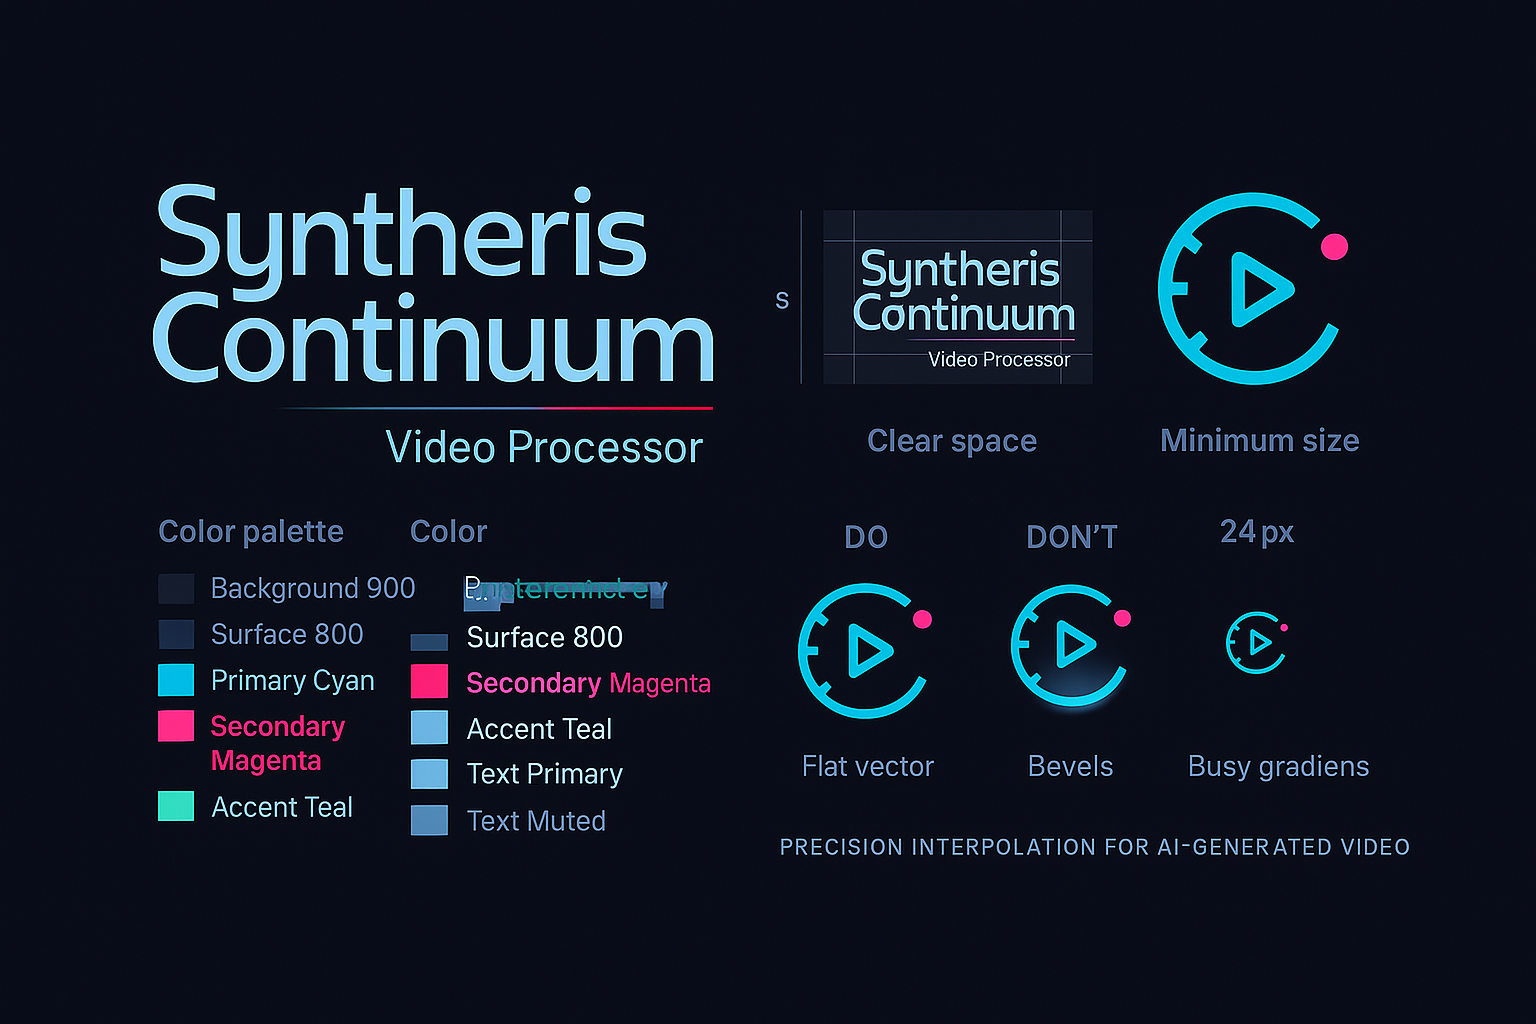 Syntheris
Continuum
Video Processor
S
Syntheris
Continuum
Video Processor
Clear space
Minimum size
Color palette
Background 900
Surface 800
Primary Cyan
Secondary
Magenta
Accent Teal
Color
Surface 800
Secondary Magenta
Accent Teal
Text Primary
Text Muted
DO
DON'T
24 px
Flat vector
Bevels
Busy gradiens
PRECISION INTERPOLATION FOR AI-GENERATED VIDEO